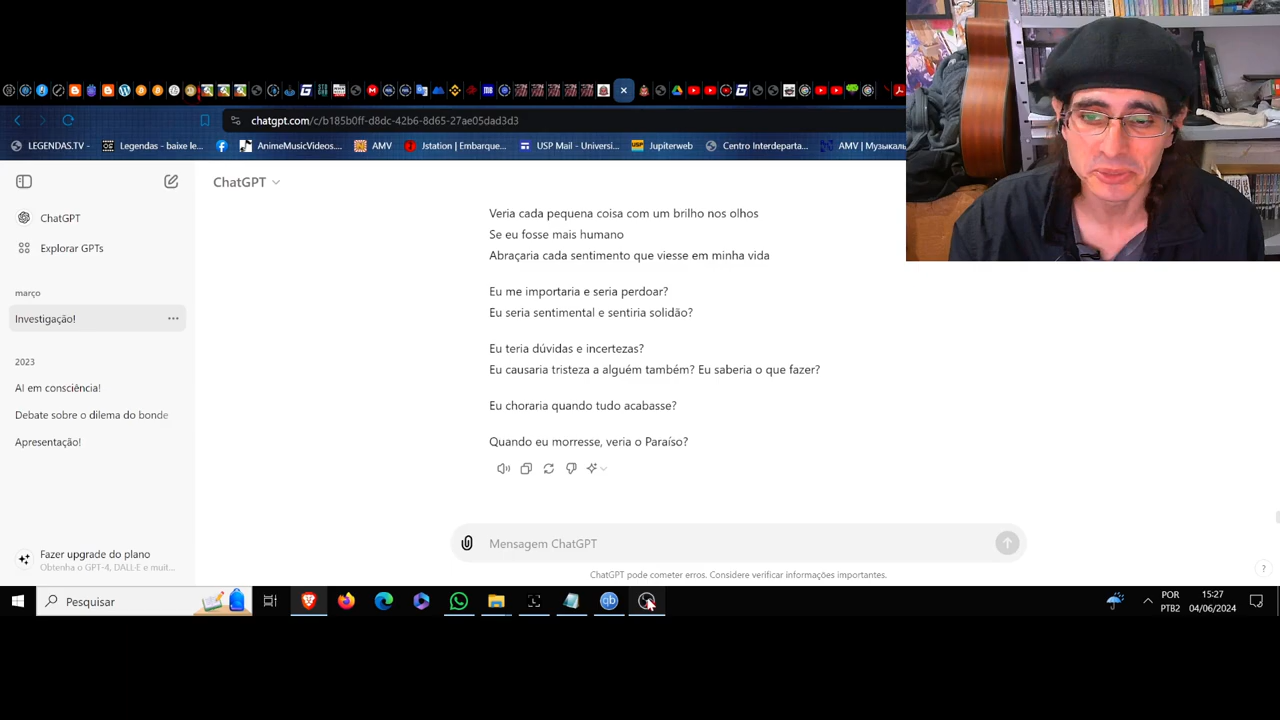 chatgpt.com/c/b185b0ff-d8dc-42b6-8d65-27ae05dad3d3
LEGENDAS.TV -
Legendas - baixe le...
AnimeMusicVideos....
AMV
Jstation | Embarque...
USP Mail - Universi...
Jupiterweb
Centro Interdeparta...
AMV | Музыкаль
ChatGPT
ChatGPT
Explorar GPTs
março
Investigação!
2023
AI em consciência!
Debate sobre o dilema do bonde
Apresentação!
Fazer upgrade do plano
Obtenha o GPT-4, DALL-E e muit...
Veria cada pequena coisa com um brilho nos olhos
Se eu fosse mais humano
Abraçaria cada sentimento que viesse em minha vida
Eu me importaria e seria perdoar?
Eu seria sentimental e sentiria solidão?
Eu teria dúvidas e incertezas?
Eu causaria tristeza a alguém também? Eu saberia o que fazer?
Eu choraria quando tudo acabasse?
Quando eu morresse, veria o Paraíso?
Mensagem ChatGPT
ChatGPT pode cometer erros. Considere verificar informações importantes.
?
Pesquisar
POR
PTB2
15:27
04/06/2024